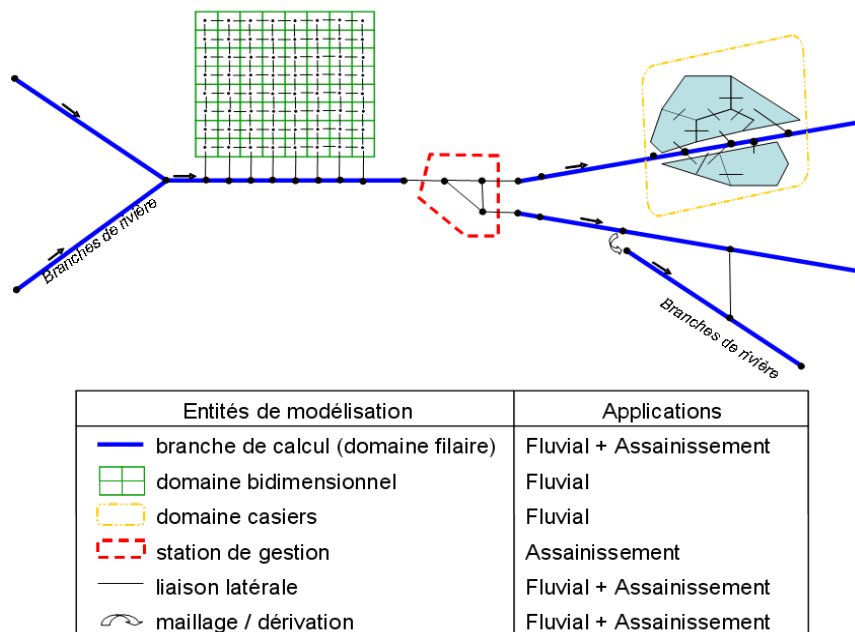 Branches de rivière
Branches de rivière
Entités de modélisation Applications
branche de calcul (domaine filaire) Fluvial + Assainissement
domaine bidimensionnel Fluvial
domaine casiers Fluvial
station de gestion Assainissement
liaison latérale Fluvial + Assainissement
maillage / dérivation Fluvial + Assainissement